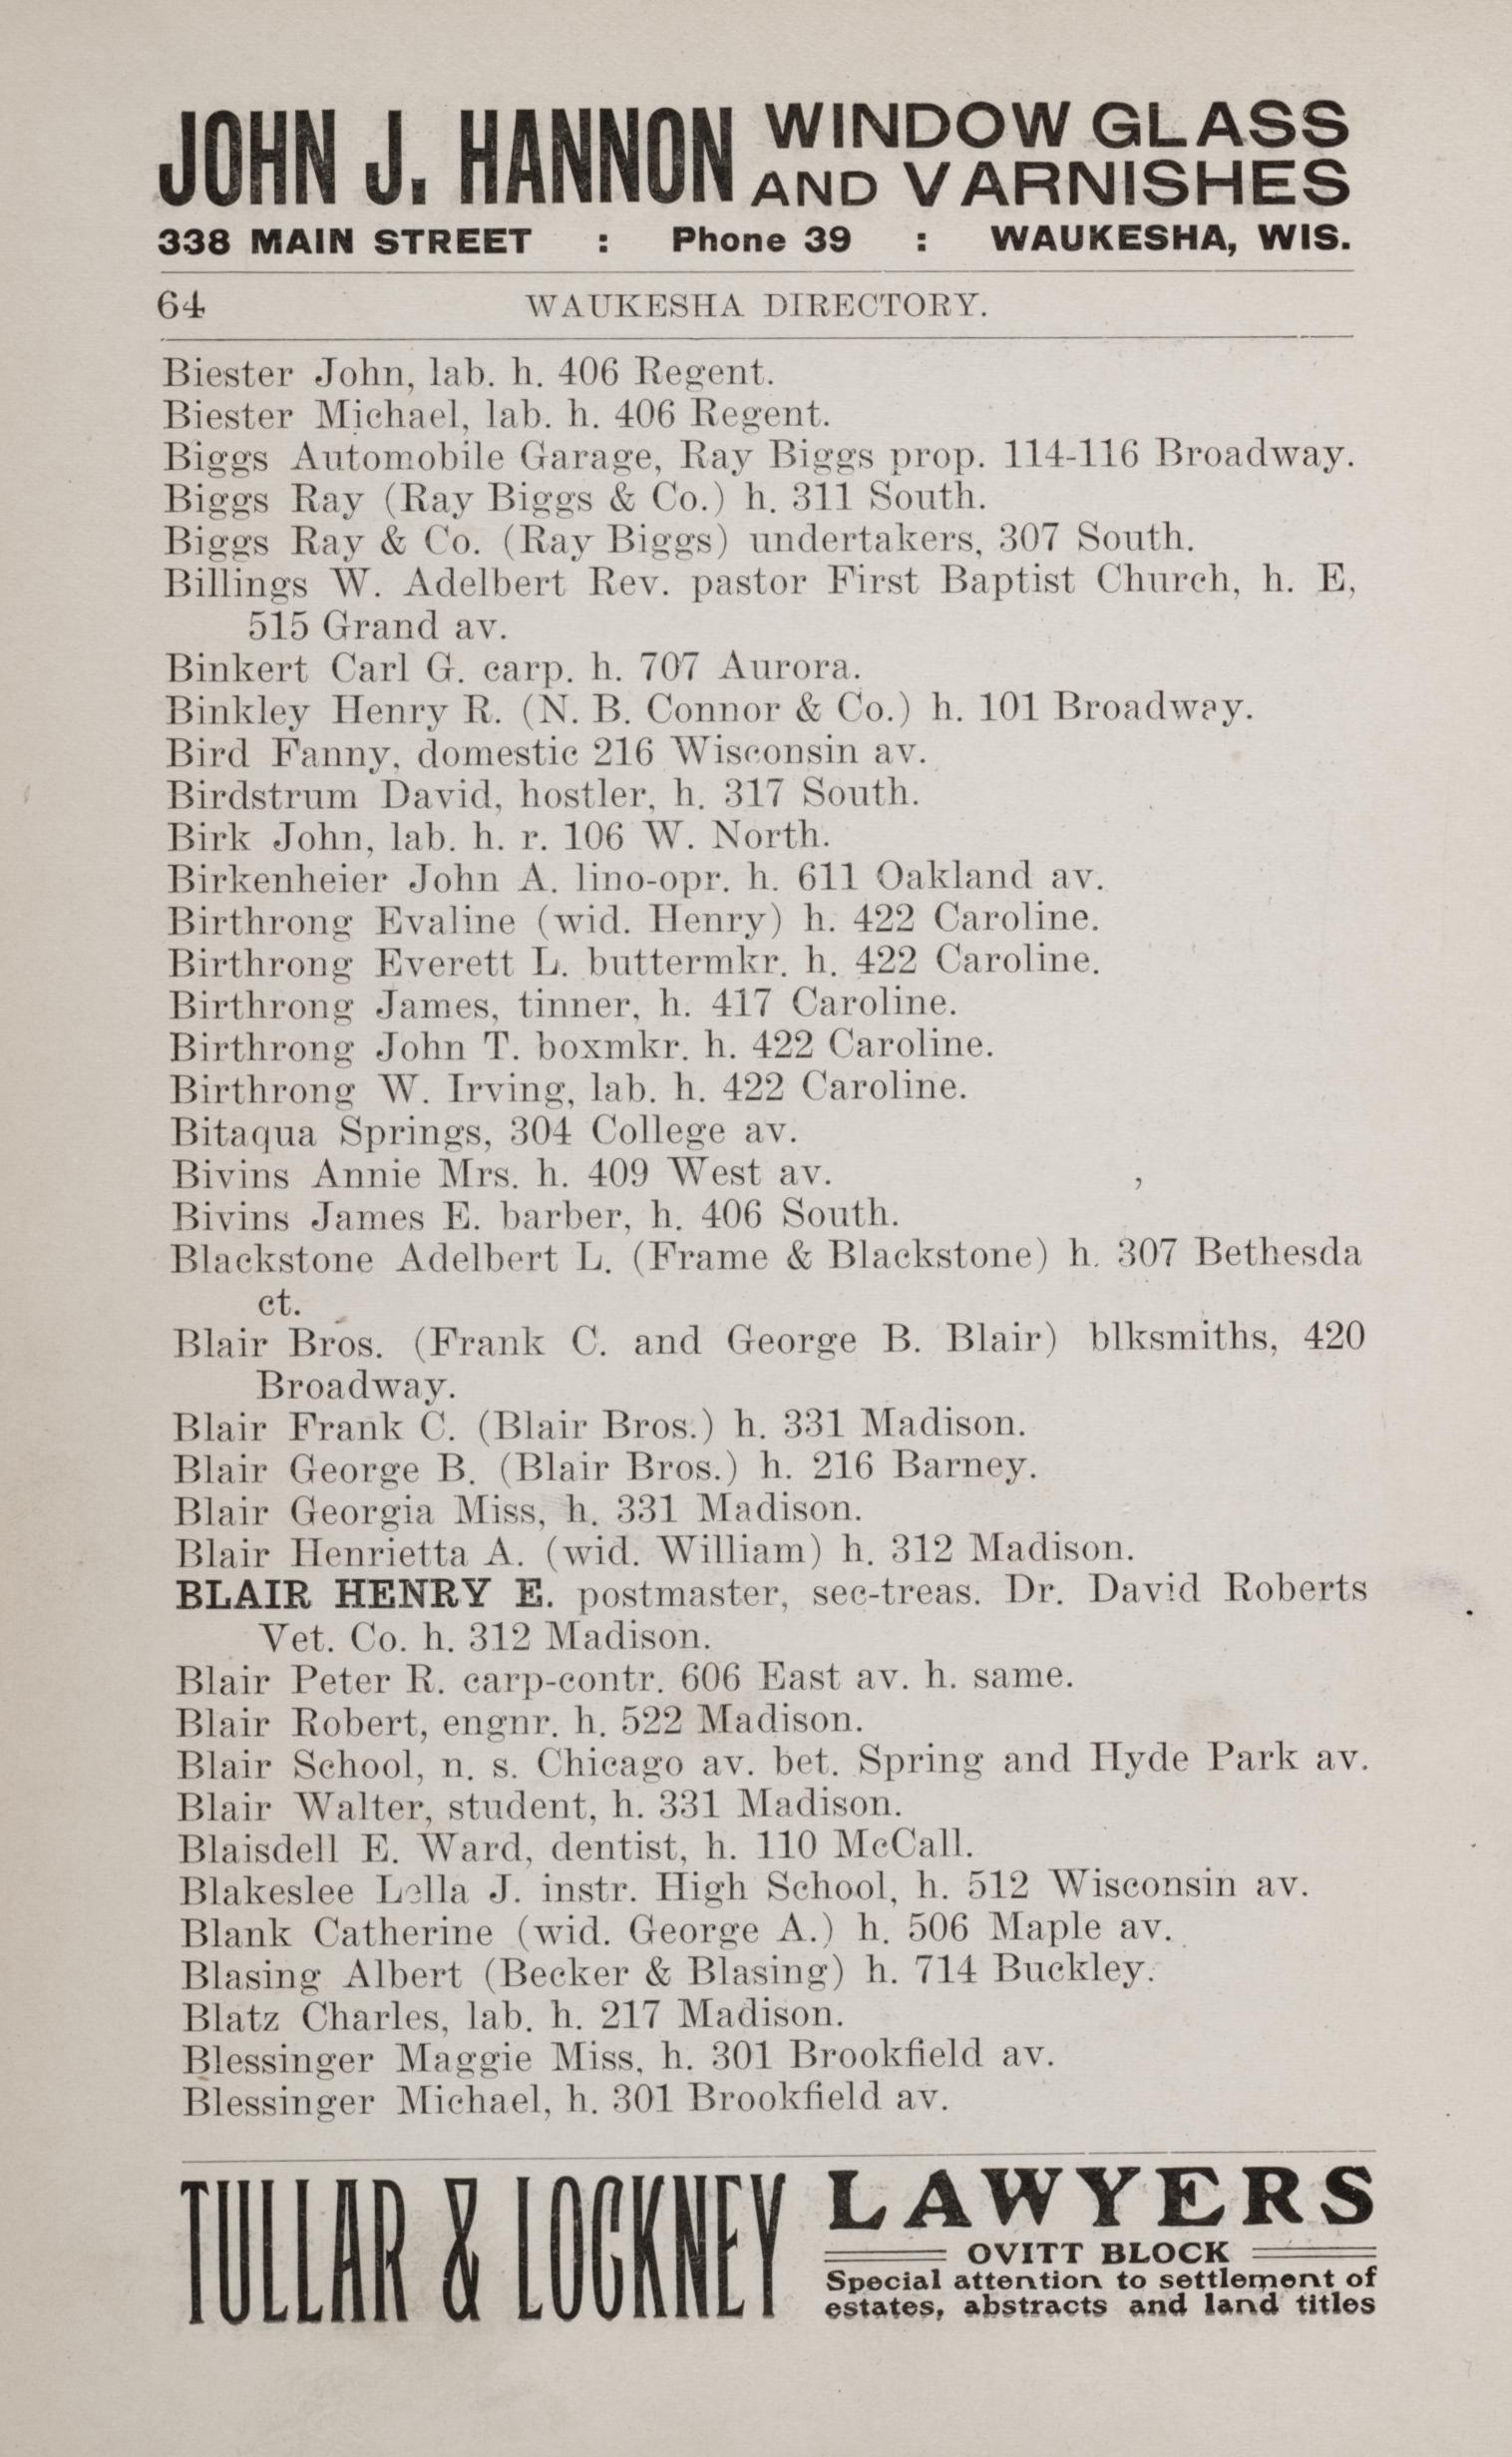 JOHN J. HANNON WINDOW GLASS
AND VARNISHES
338 MAIN STREET : Phone 39 : WAUKESHA, WIS.
64 WAUKESHA DIRECTORY.
Biester John, lab. h. 406 Regent.
Biester Michael, lab. h. 406 Regent.
Biggs Automobile Garage, Ray Biggs prop. 114-116 Broadway.
Biggs Ray (Ray Biggs & Co.) h. 311 South.
Biggs Ray & Co. (Ray Biggs) undertakers, 307 South.
Billings W. Adelbert Rev. pastor First Baptist Church, h. E,
515 Grand av.
Binkert Carl G. carp. h. 707 Aurora.
Binkley Henry R. (N. B. Connor & Co.) h. 101 Broadway.
Bird Fanny, domestic 216 Wisconsin av.
Birdstrum David, hostler, h. 317 South.
Birk John, lab. h. r. 106 W. North.
Birkenheier John A. lino-opr. h. 611 Oakland av.
Birthrong Evaline (wid. Henry) h. 422 Caroline.
Birthrong Everett L. buttermkr. h. 422 Caroline.
Birthrong James, tinner, h. 417 Caroline.
Birthrong John T. boxmkr. h. 422 Caroline.
Birthrong W. Irving, lab. h. 422 Caroline.
Bitaqua Springs, 304 College av.
Bivins Annie Mrs. h. 409 West av.
Bivins James E. barber, h. 406 South.
Blackstone Adelbert L. (Frame & Blackstone) h. 307 Bethesda
ct.
Blair Bros. (Frank C. and George B. Blair) blksmiths, 420
Broadway.
Blair Frank C. (Blair Bros.) h. 331 Madison.
Blair George B. (Blair Bros.) h. 216 Barney.
Blair Georgia Miss, h. 331 Madison.
Blair Henrietta A. (wid. William) h. 312 Madison.
BLAIR HENRY E. postmaster, sec-treas. Dr. David Roberts
Vet. Co. h. 312 Madison.
Blair Peter R. carp-contr. 606 East av. h. same.
Blair Robert, engnr. h. 522 Madison.
Blair School, n. s. Chicago av. bet. Spring and Hyde Park av.
Blair Walter, student, h. 331 Madison.
Blaisdell E. Ward, dentist, h. 110 McCall.
Blakeslee Lella J. instr. High School, h. 512 Wisconsin av.
Blank Catherine (wid. George A.) h. 506 Maple av.
Blasing Albert (Becker & Blasing) h. 714 Buckley.
Blatz Charles, lab. h. 217 Madison.
Blessinger Maggie Miss, h. 301 Brookfield av.
Blessinger Michael, h. 301 Brookfield av.
TULLAR & LOCKNEY LAWYERS
OVITT BLOCK
Special attention to settlement of
estates, abstracts and land titles